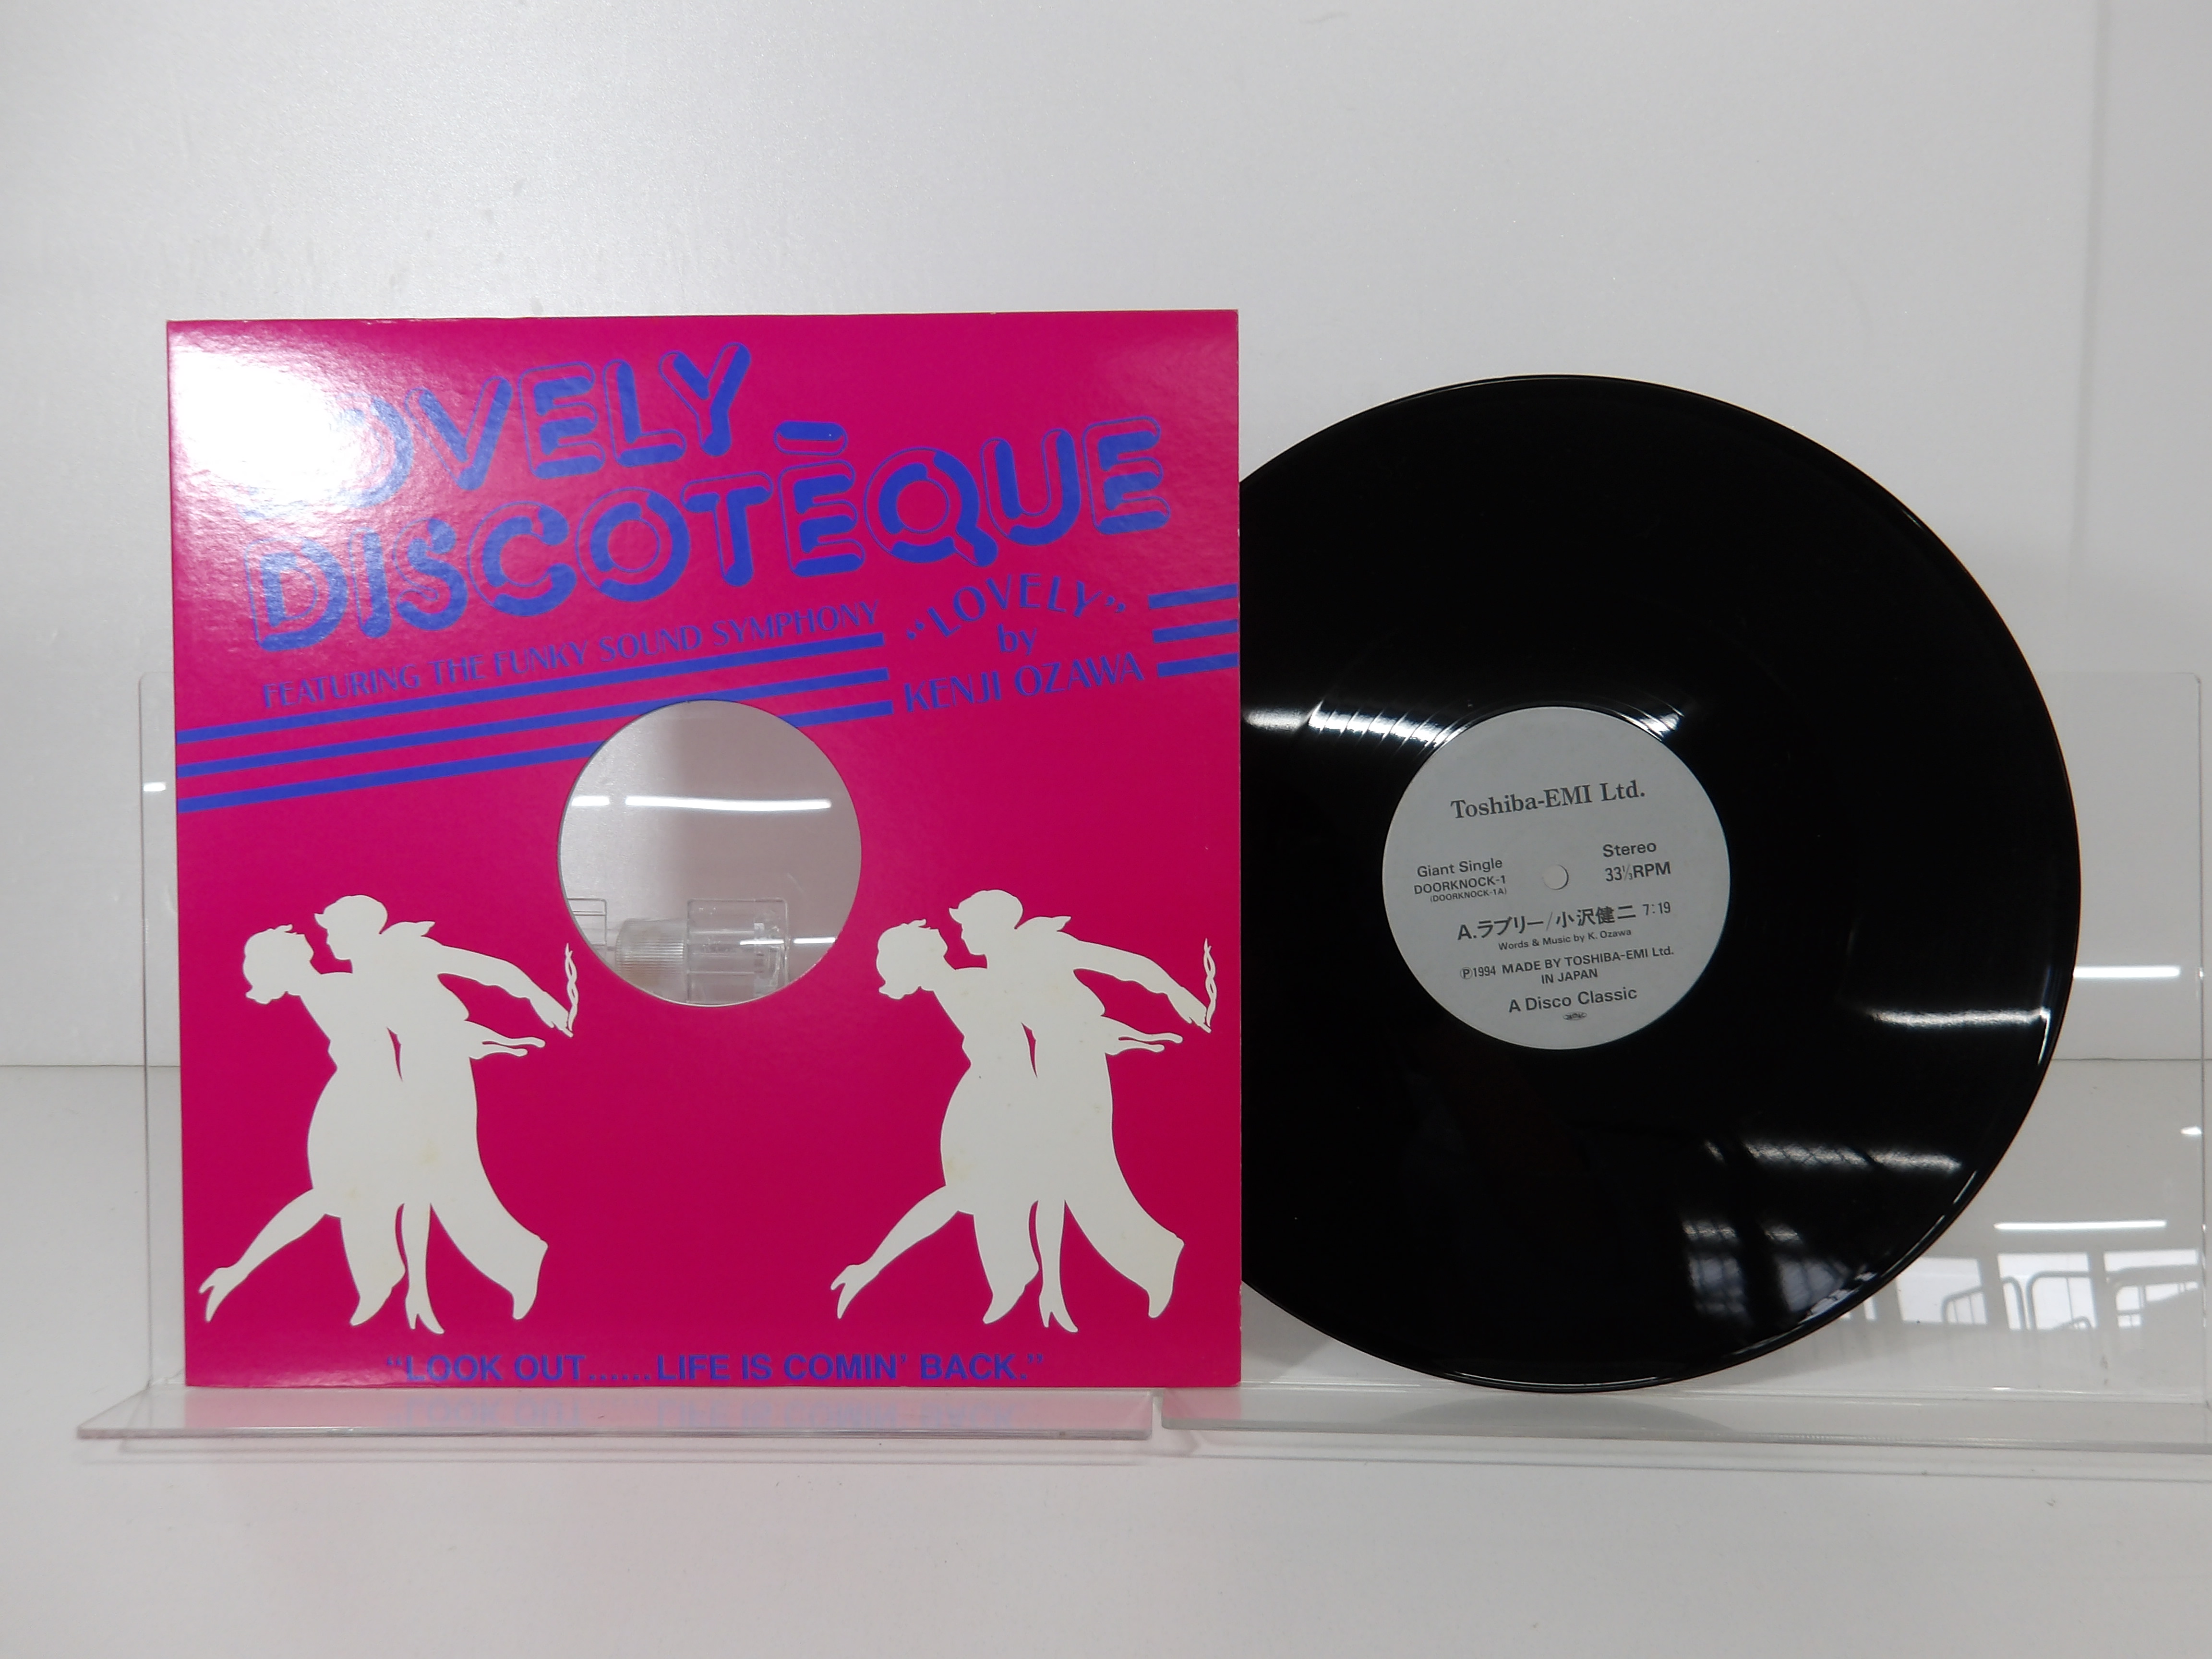 LOVELY
DISCOTĒQUE
FEATURING THE FUNKY SOUND SYMPHONY
"LOVELY"
by
KENJI OZAWA
"LOOK OUT......LIFE IS COMIN' BACK."
Toshiba-EMI Ltd.
Giant Single
DOORKNOCK-1
(DOORKNOCK-1A)
Stereo
33⅓RPM
A.ラブリー/小沢健二 7:19
Words & Music by K. Ozawa
℗1994 MADE BY TOSHIBA-EMI Ltd.
IN JAPAN
A Disco Classic